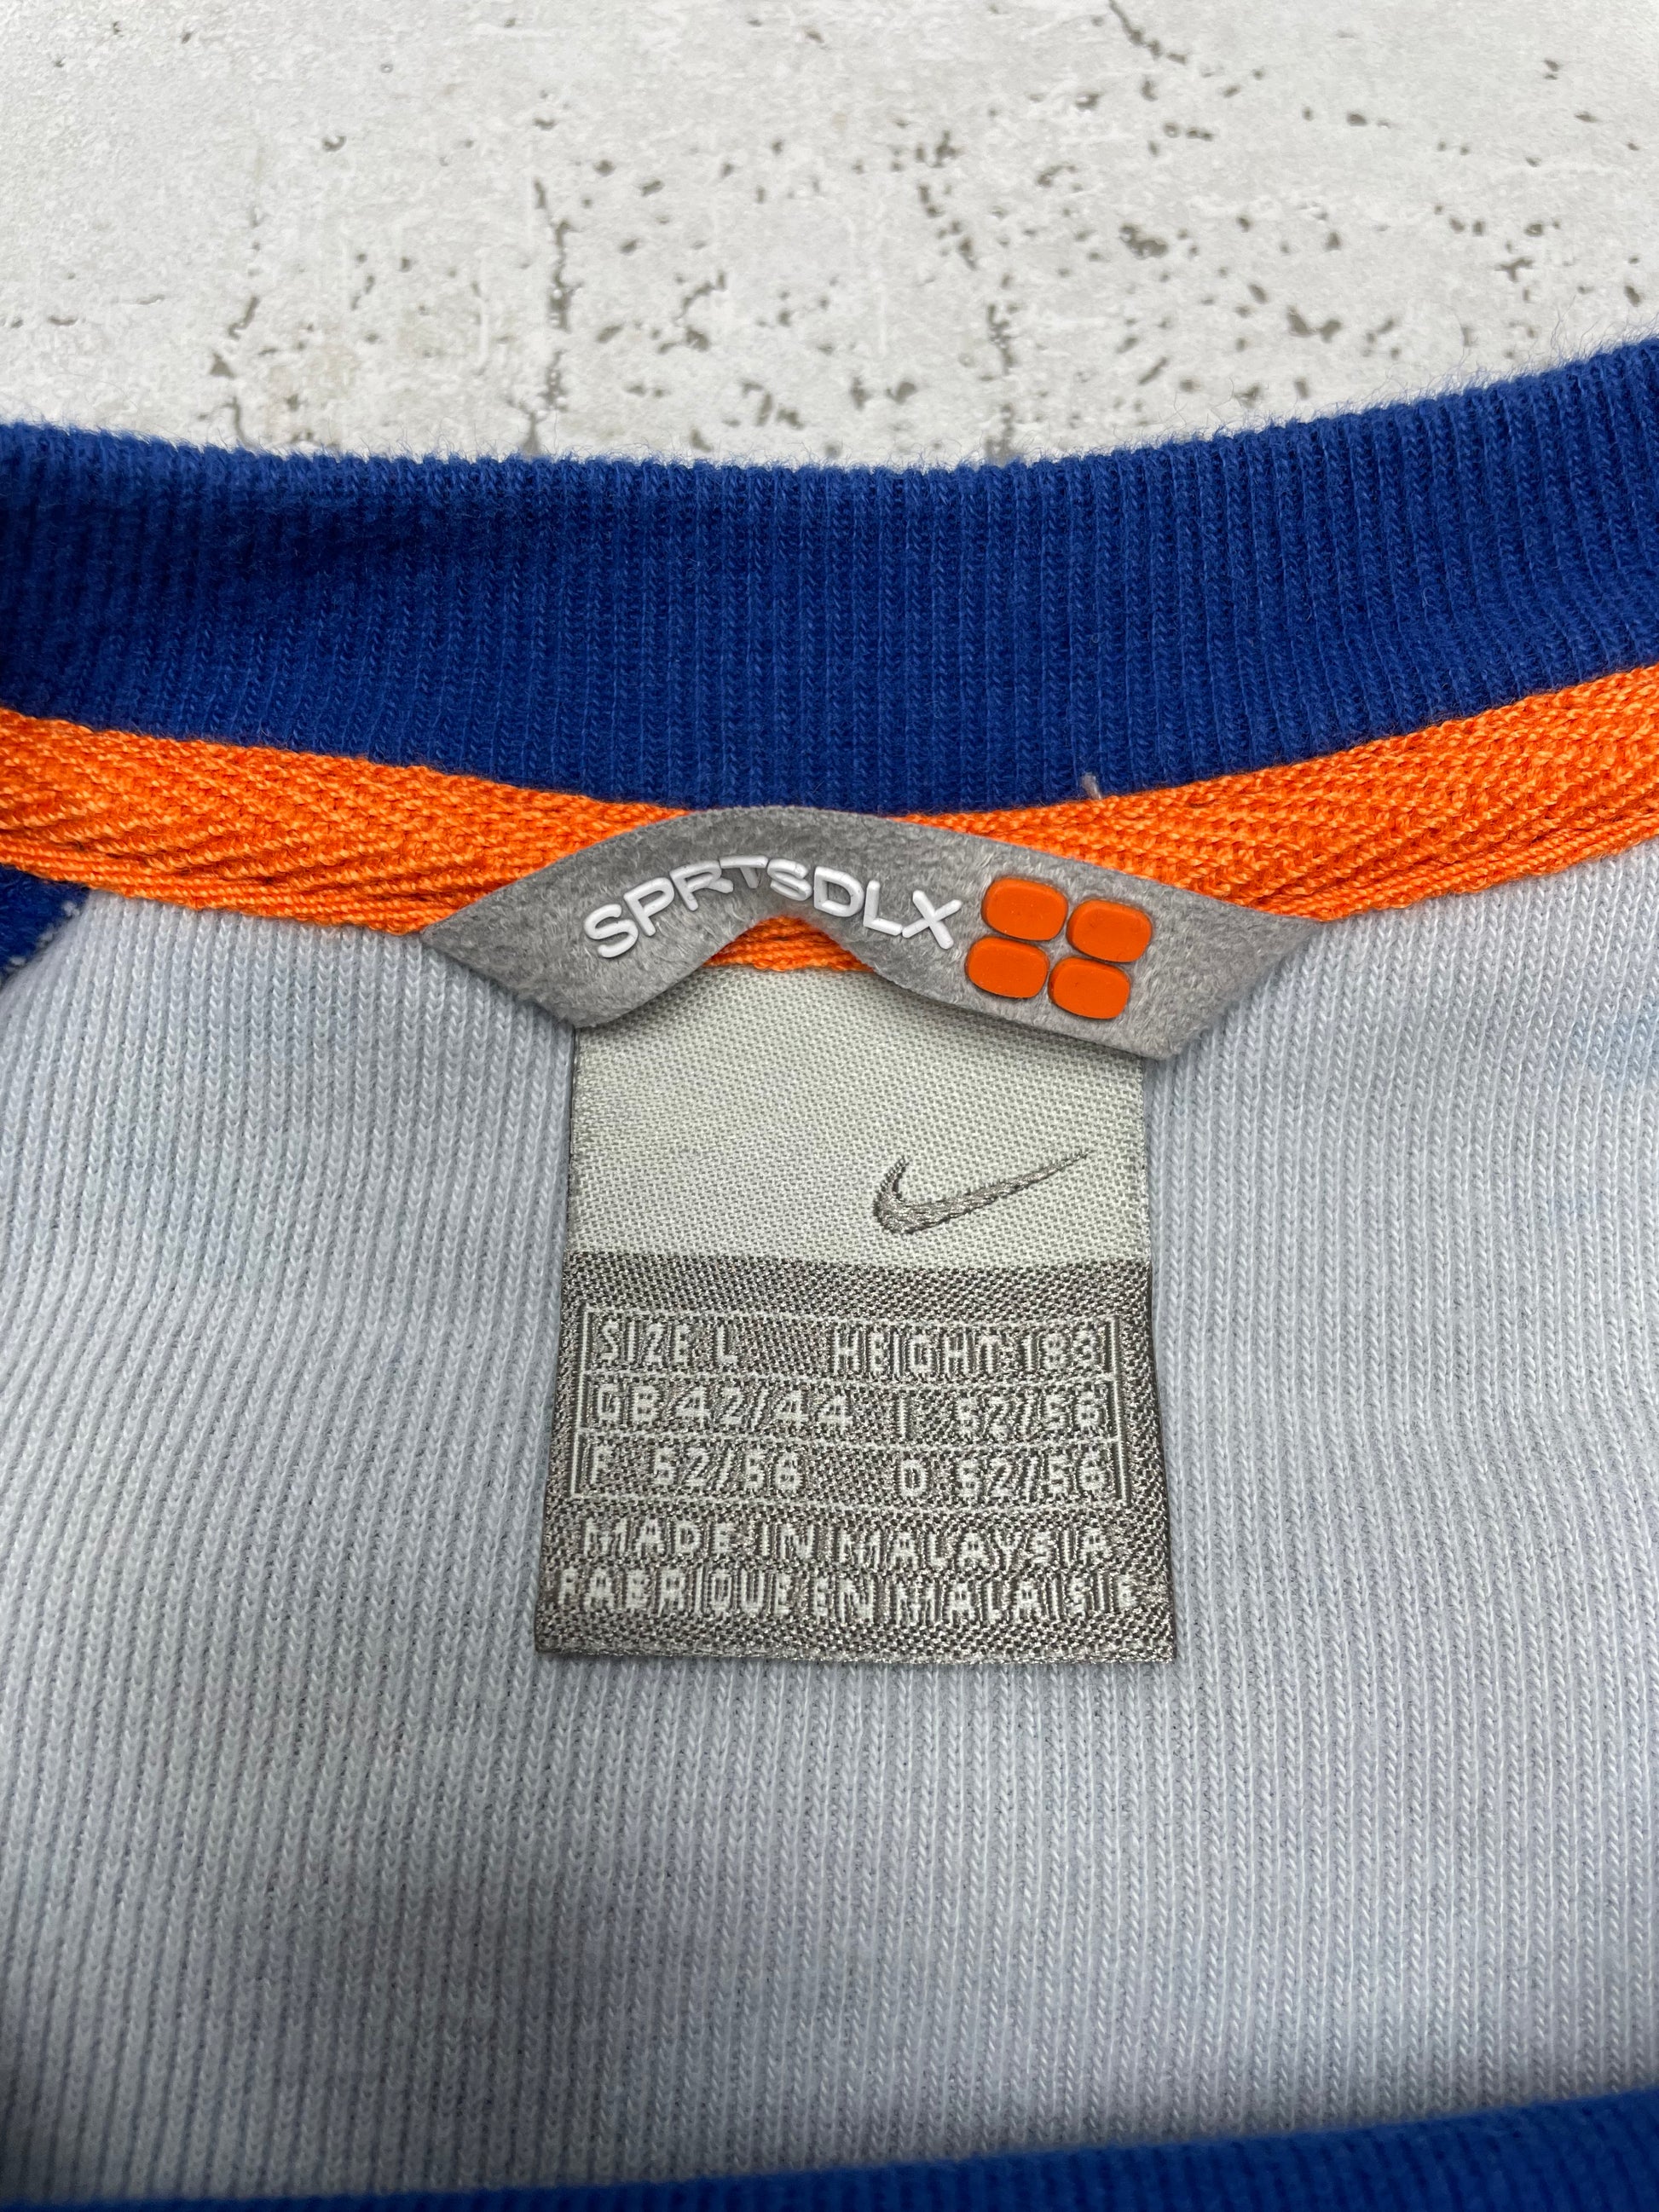 SPRTSDLX
SIZE L HEIGHT:183
GB 42/44 I 52/56
F 52/56 D 52/56
MADE IN MALAYSIA
FABRIQUE EN MALAISIE